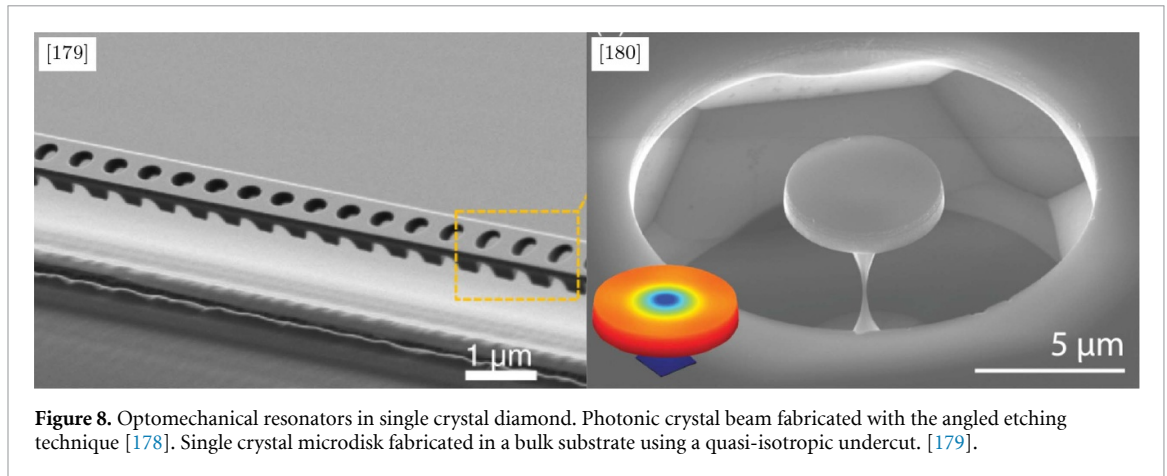 [179]
[180]
1 µm
5 µm
Figure 8. Optomechanical resonators in single crystal diamond. Photonic crystal beam fabricated with the angled etching
technique [178]. Single crystal microdisk fabricated in a bulk substrate using a quasi-isotropic undercut. [179].